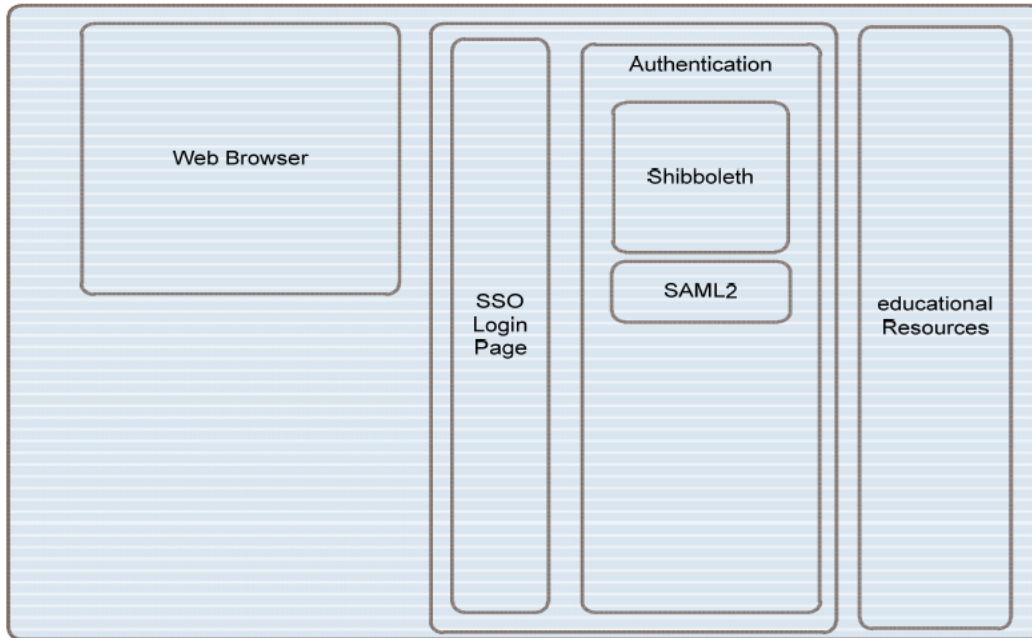 Web Browser
SSO
Login
Page
Authentication
Shibboleth
SAML2
educational
Resources